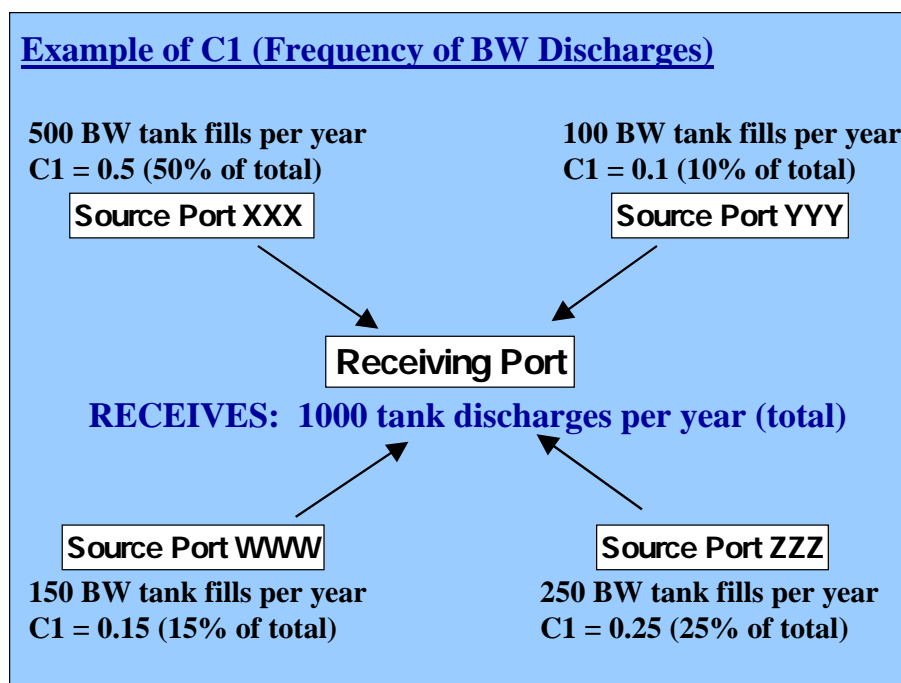 Example of C1 (Frequency of BW Discharges)
500 BW tank fills per year
C1 = 0.5 (50% of total)
Source Port XXX
100 BW tank fills per year
C1 = 0.1 (10% of total)
Source Port YYY
Receiving Port
RECEIVES: 1000 tank discharges per year (total)
Source Port WWW
150 BW tank fills per year
C1 = 0.15 (15% of total)
Source Port ZZZ
250 BW tank fills per year
C1 = 0.25 (25% of total)